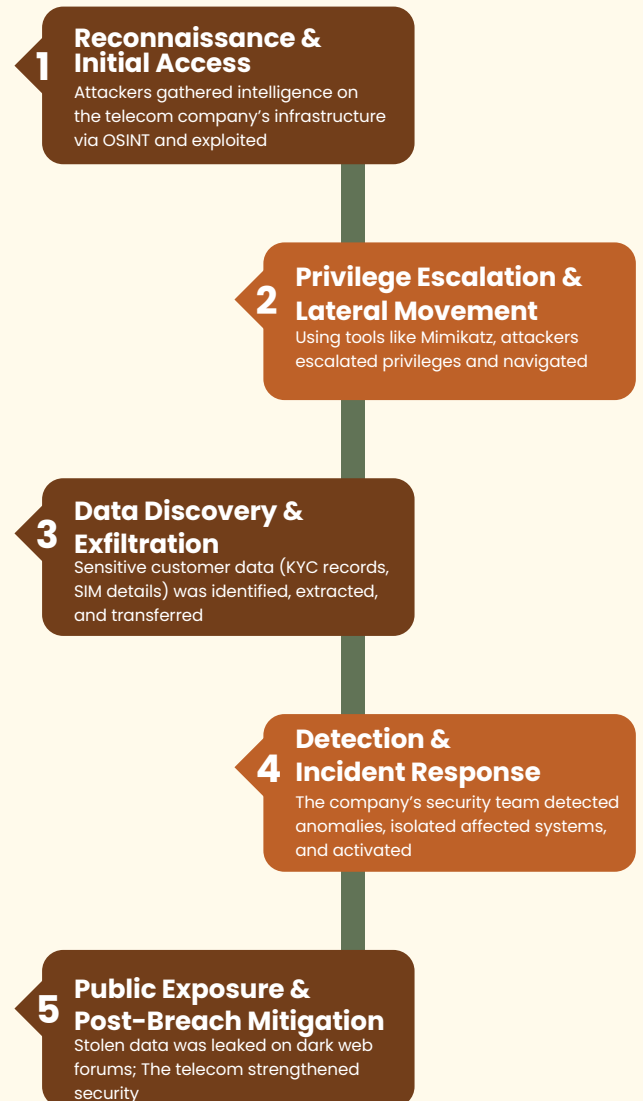 1
Reconnaissance &
Initial Access
Attackers gathered intelligence on
the telecom company's infrastructure
via OSINT and exploited
2
Privilege Escalation &
Lateral Movement
Using tools like Mimikatz, attackers
escalated privileges and navigated
3
Data Discovery &
Exfiltration
Sensitive customer data (KYC records,
SIM details) was identified, extracted,
and transferred
4
Detection &
Incident Response
The company's security team detected
anomalies, isolated affected systems,
and activated
5
Public Exposure &
Post-Breach Mitigation
Stolen data was leaked on dark web
forums; The telecom strengthened
security